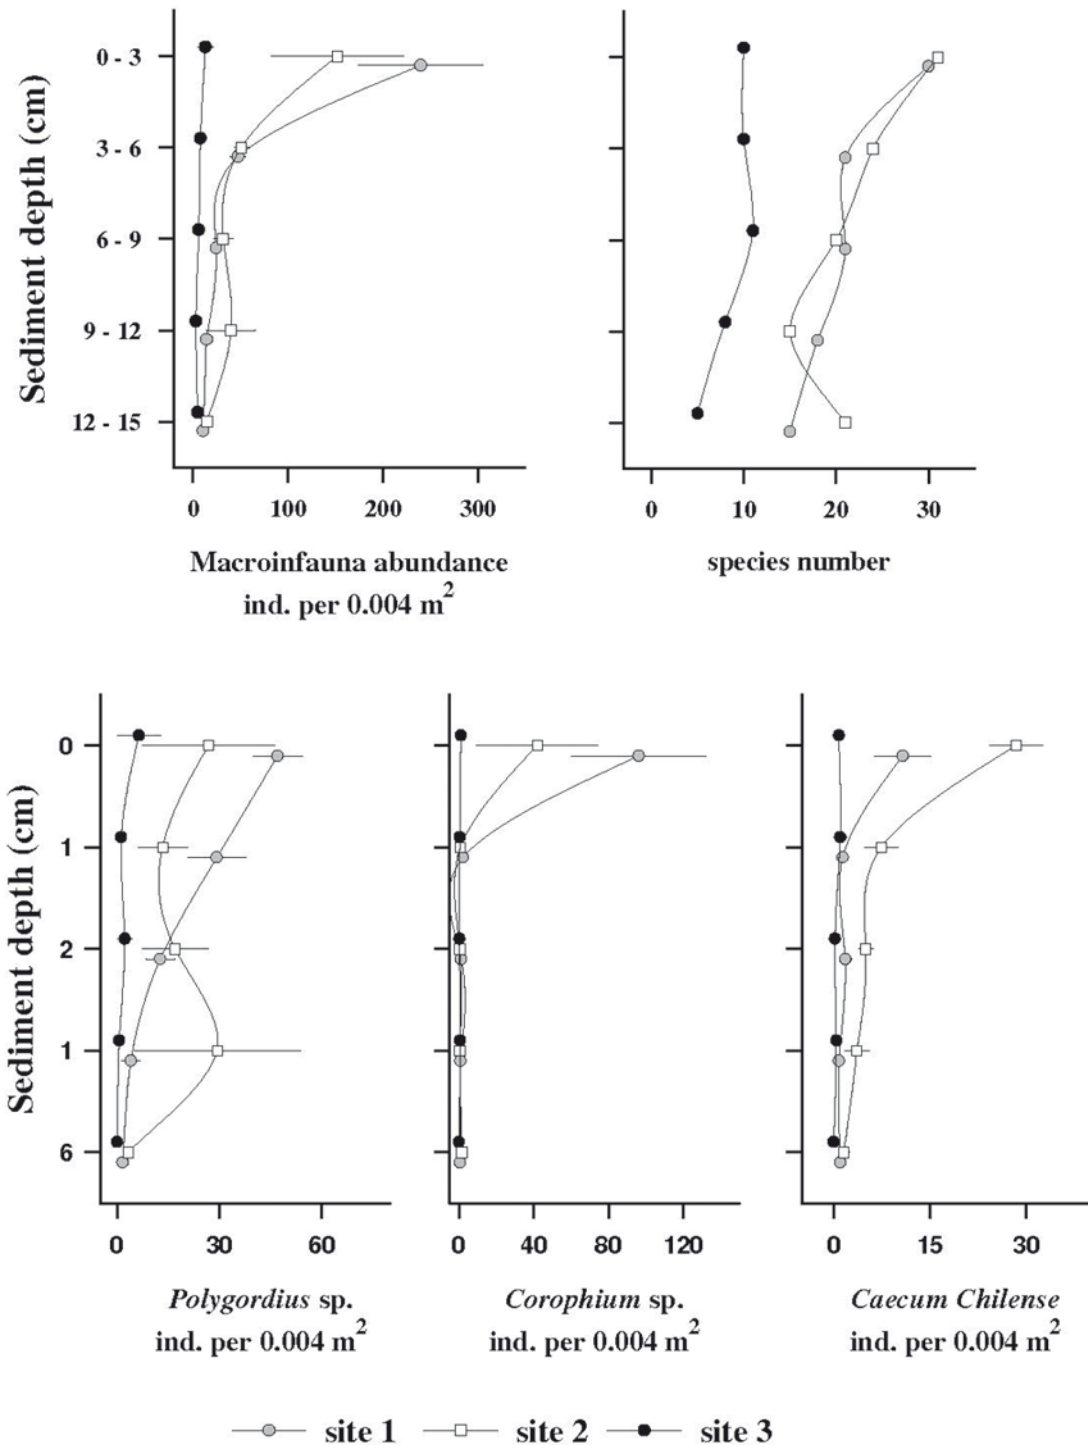 Sediment depth (cm)
0 - 3
3 - 6
6 - 9
9 - 12
12 - 15
0 100 200 300
Macroinfauna abundance
ind. per 0.004 m²
0 10 20 30
species number
Sediment depth (cm)
0
1
2
1
6
0 30 60
Polygordius sp.
ind. per 0.004 m²
0 40 80 120
Corophium sp.
ind. per 0.004 m²
0 15 30
Caecum Chilense
ind. per 0.004 m²
site 1 site 2 site 3